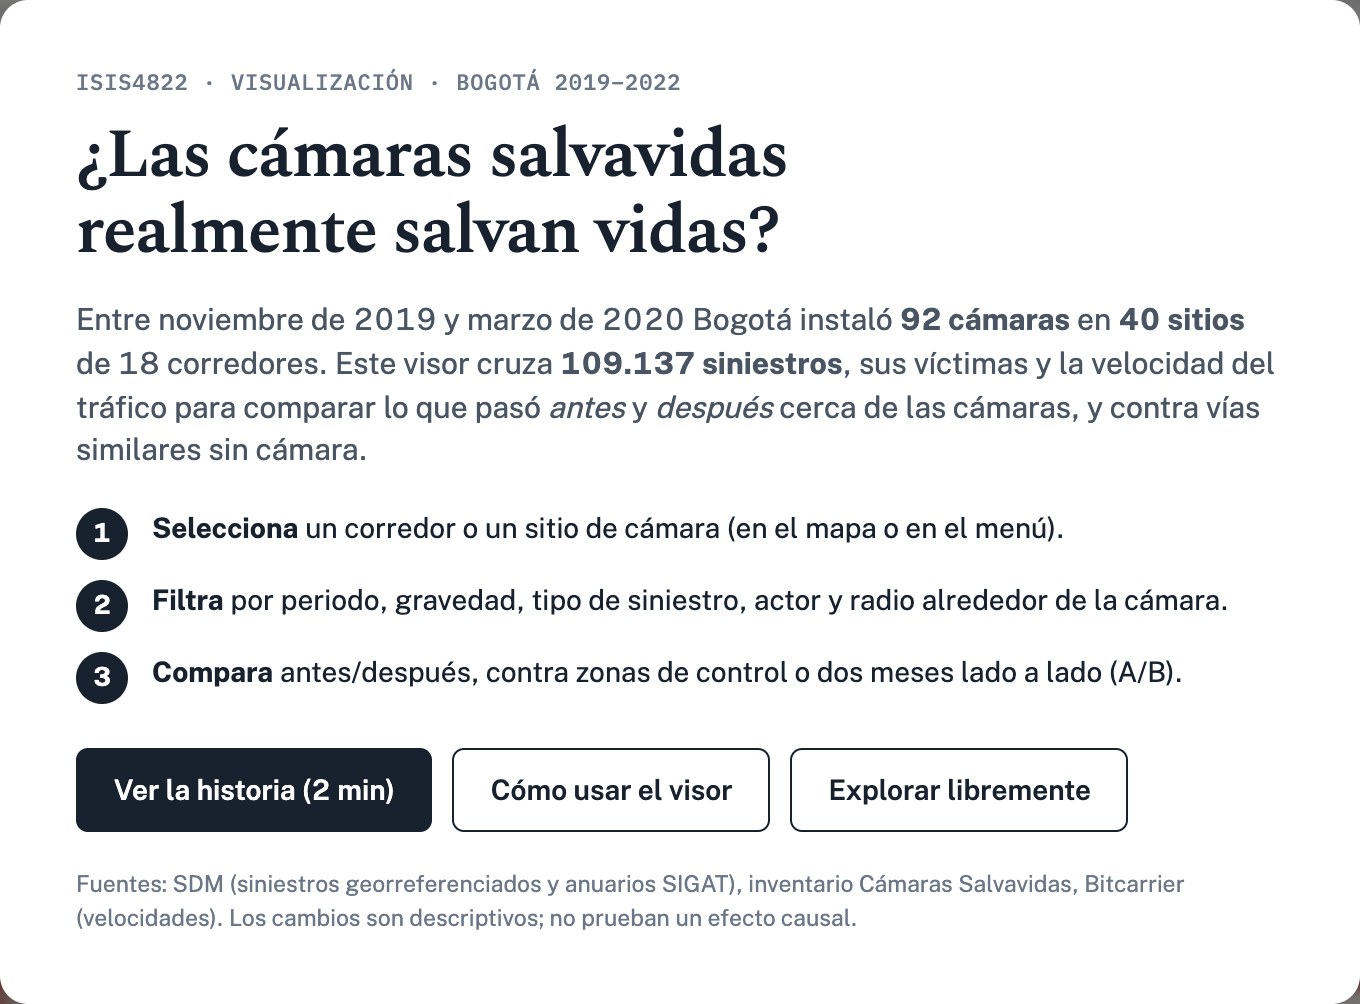 ISIS4822 · VISUALIZACIÓN · BOGOTÁ 2019–2022
¿Las cámaras salvavidas
realmente salvan vidas?
Entre noviembre de 2019 y marzo de 2020 Bogotá instaló 92 cámaras en 40 sitios
de 18 corredores. Este visor cruza 109.137 siniestros, sus víctimas y la velocidad del
tráfico para comparar lo que pasó antes y después cerca de las cámaras, y contra vías
similares sin cámara.
1 Selecciona un corredor o un sitio de cámara (en el mapa o en el menú).
2 Filtra por periodo, gravedad, tipo de siniestro, actor y radio alrededor de la cámara.
3 Compara antes/después, contra zonas de control o dos meses lado a lado (A/B).
Ver la historia (2 min) Cómo usar el visor Explorar libremente
Fuentes: SDM (siniestros georreferenciados y anuarios SIGAT), inventario Cámaras Salvavidas, Bitcarrier
(velocidades). Los cambios son descriptivos; no prueban un efecto causal.